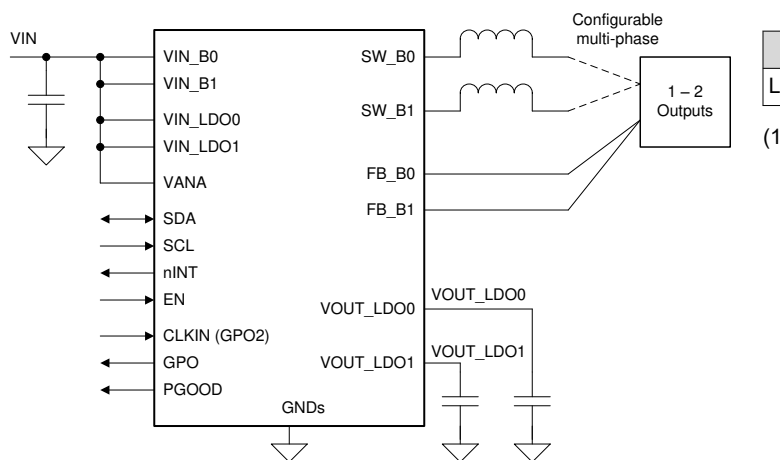 VIN
VIN_B0
VIN_B1
VIN_LDO0
VIN_LDO1
VANA
SDA
SCL
nINT
EN
CLKIN (GPO2)
GPO
PGOOD
GNDs
SW_B0
SW_B1
FB_B0
FB_B1
VOUT_LDO0
VOUT_LDO1
VOUT_LDO0
VOUT_LDO1
Configurable
multi-phase
1 – 2
Outputs
L
(1